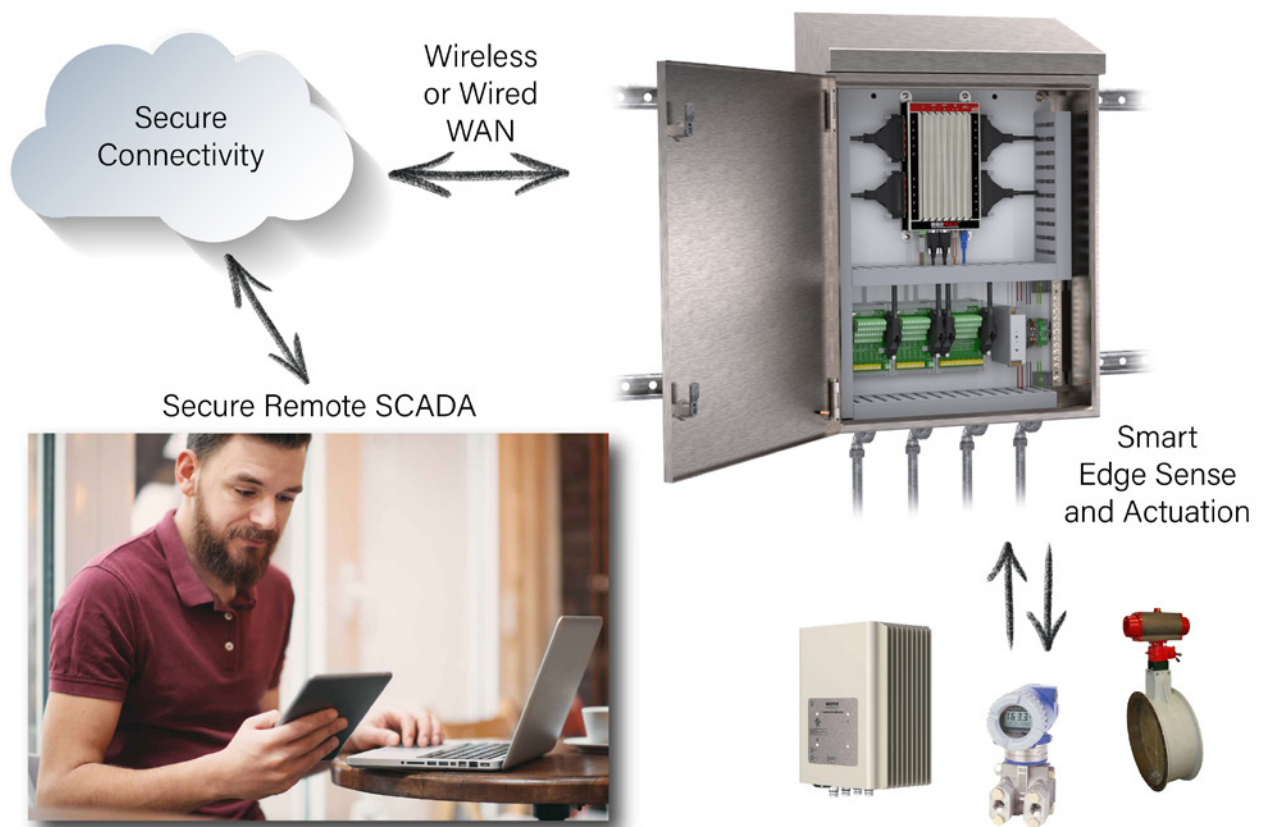 Secure
Connectivity
Wireless
or Wired
WAN
Secure Remote SCADA
Smart
Edge Sense
and Actuation